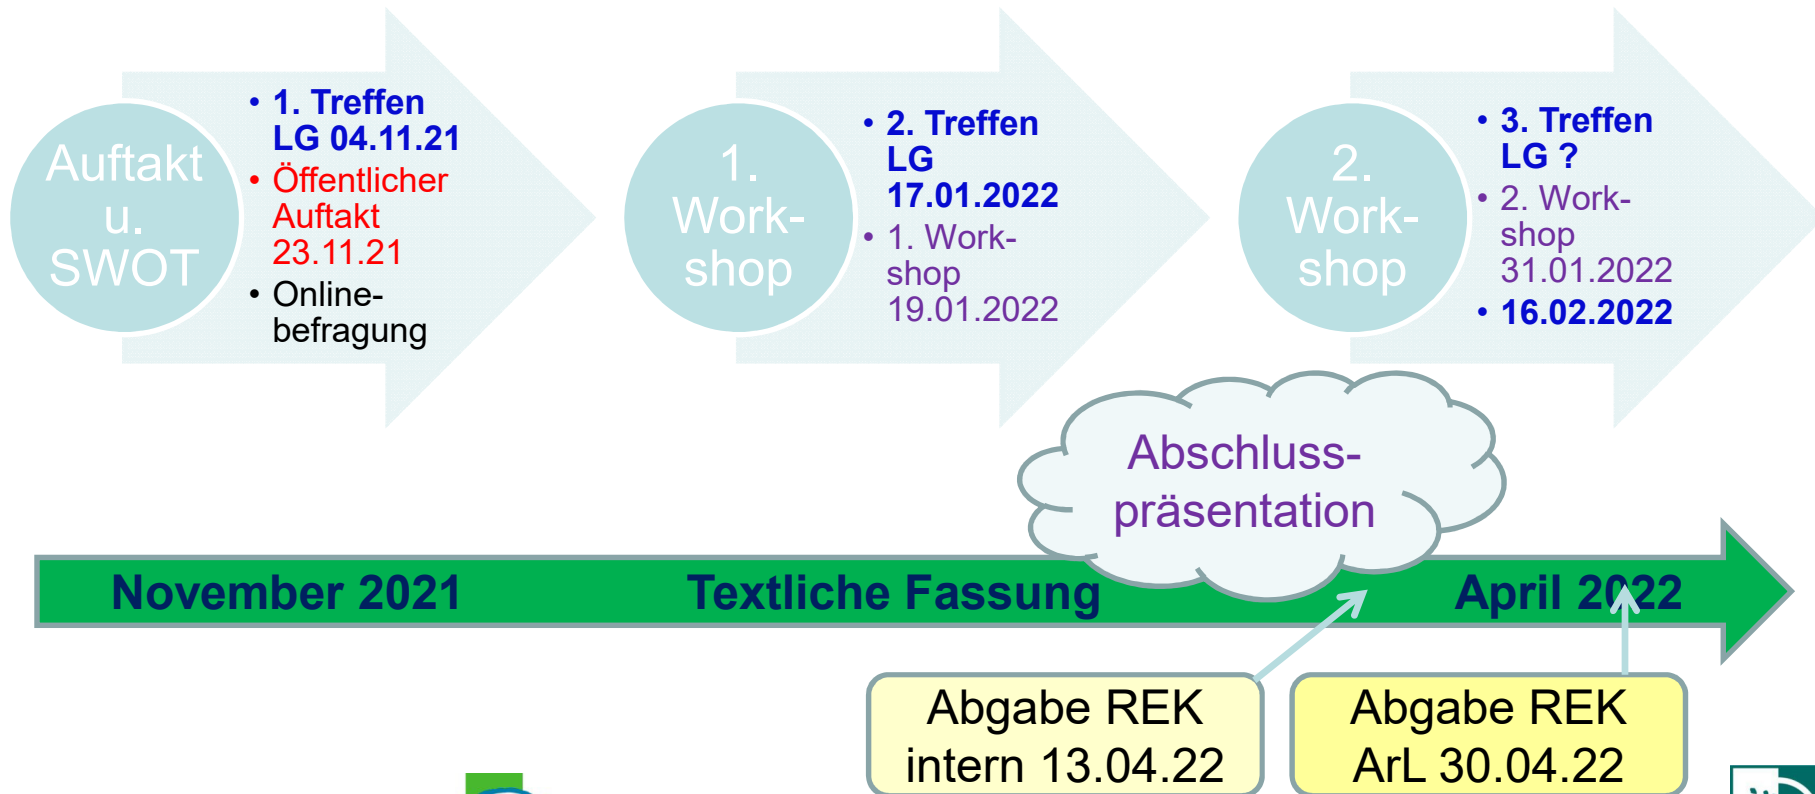 Auftakt
u.
SWOT
• 1. Treffen
LG 04.11.21
• Öffentlicher
Auftakt
23.11.21
• Online-
befragung
1.
Work-
shop
• 2. Treffen
LG
17.01.2022
• 1. Work-
shop
19.01.2022
2.
Work-
shop
• 3. Treffen
LG ?
• 2. Work-
shop
31.01.2022
• 16.02.2022
Abschluss-
präsentation
November 2021
Textliche Fassung
April 2022
Abgabe REK
intern 13.04.22
Abgabe REK
ArL 30.04.22